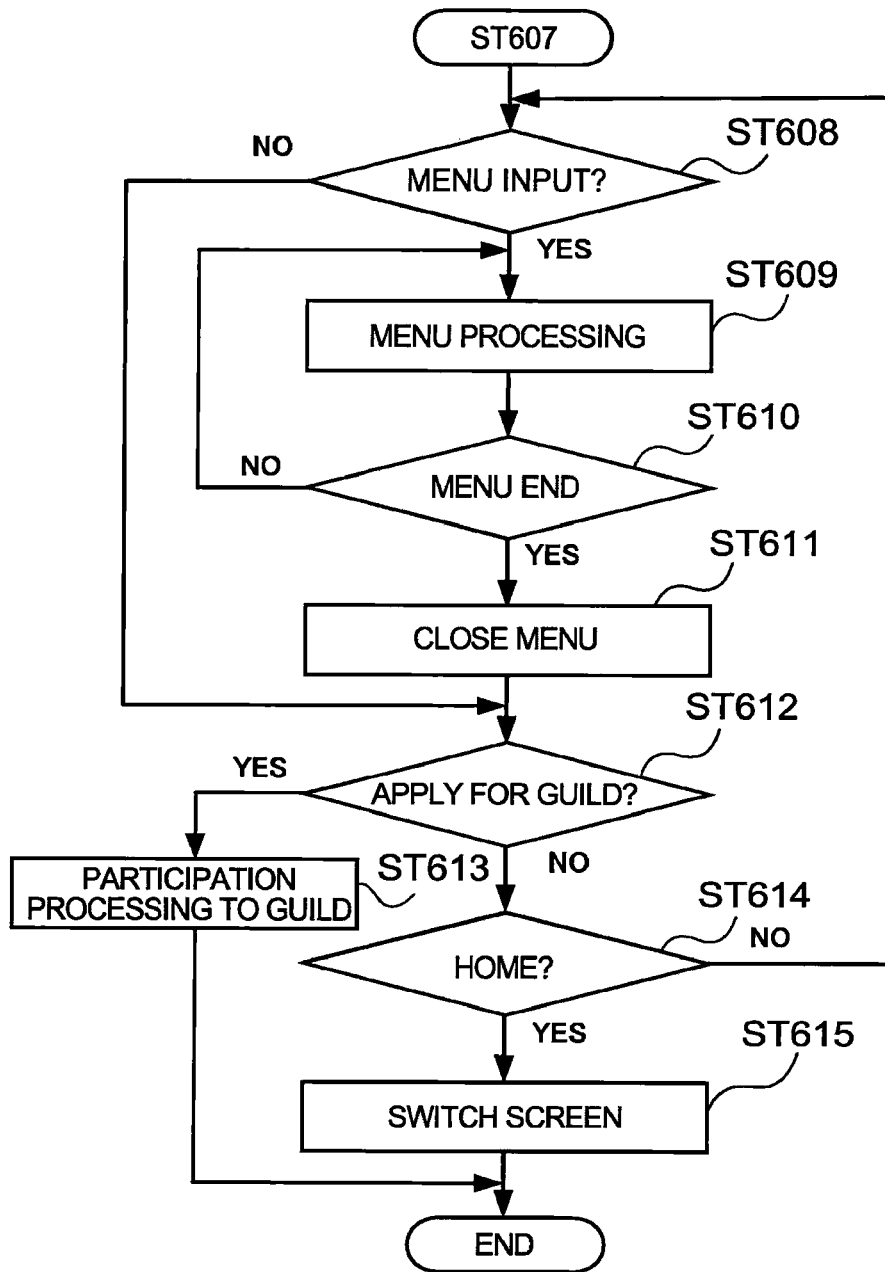 ST607
NO
ST608
MENU INPUT?
YES
ST609
MENU PROCESSING
ST610
NO
MENU END
YES
ST611
CLOSE MENU
ST612
YES
APPLY FOR GUILD?
NO
ST613
PARTICIPATION
PROCESSING TO GUILD
ST614
NO
HOME?
YES
ST615
SWITCH SCREEN
END